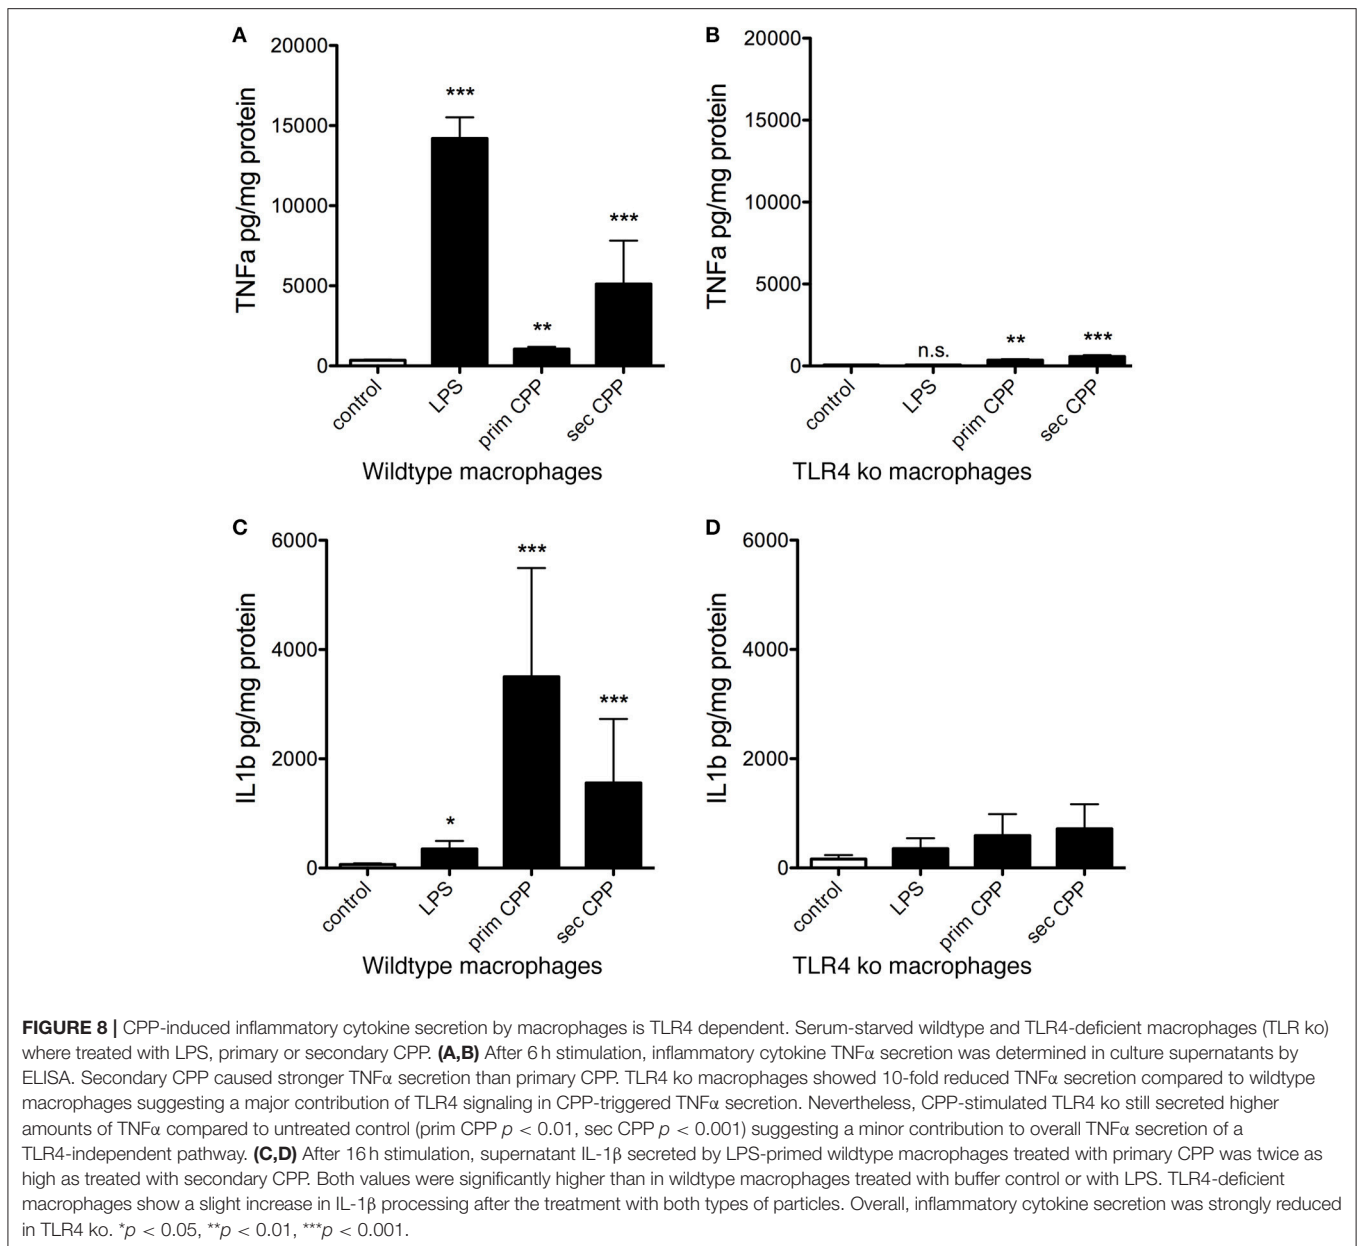 A
20000
15000
10000
5000
0
TNFa pg/mg protein
***
**
***
control
LPS
prim CPP
sec CPP
Wildtype macrophages
B
20000
15000
10000
5000
0
TNFa pg/mg protein
n.s.
**
***
control
LPS
prim CPP
sec CPP
TLR4 ko macrophages
C
6000
4000
2000
0
IL1b pg/mg protein
*
***
***
control
LPS
prim CPP
sec CPP
Wildtype macrophages
D
6000
4000
2000
0
IL1b pg/mg protein
control
LPS
prim CPP
sec CPP
TLR4 ko macrophages
FIGURE 8 | CPP-induced inflammatory cytokine secretion by macrophages is TLR4 dependent. Serum-starved wildtype and TLR4-deficient macrophages (TLR ko)
where treated with LPS, primary or secondary CPP. (A,B) After 6 h stimulation, inflammatory cytokine TNFα secretion was determined in culture supernatants by
ELISA. Secondary CPP caused stronger TNFα secretion than primary CPP. TLR4 ko macrophages showed 10-fold reduced TNFα secretion compared to wildtype
macrophages suggesting a major contribution of TLR4 signaling in CPP-triggered TNFα secretion. Nevertheless, CPP-stimulated TLR4 ko still secreted higher
amounts of TNFα compared to untreated control (prim CPP p < 0.01, sec CPP p < 0.001) suggesting a minor contribution to overall TNFα secretion of a
TLR4-independent pathway. (C,D) After 16 h stimulation, supernatant IL-1β secreted by LPS-primed wildtype macrophages treated with primary CPP was twice as
high as treated with secondary CPP. Both values were significantly higher than in wildtype macrophages treated with buffer control or with LPS. TLR4-deficient
macrophages show a slight increase in IL-1β processing after the treatment with both types of particles. Overall, inflammatory cytokine secretion was strongly reduced
in TLR4 ko. *p < 0.05, **p < 0.01, ***p < 0.001.